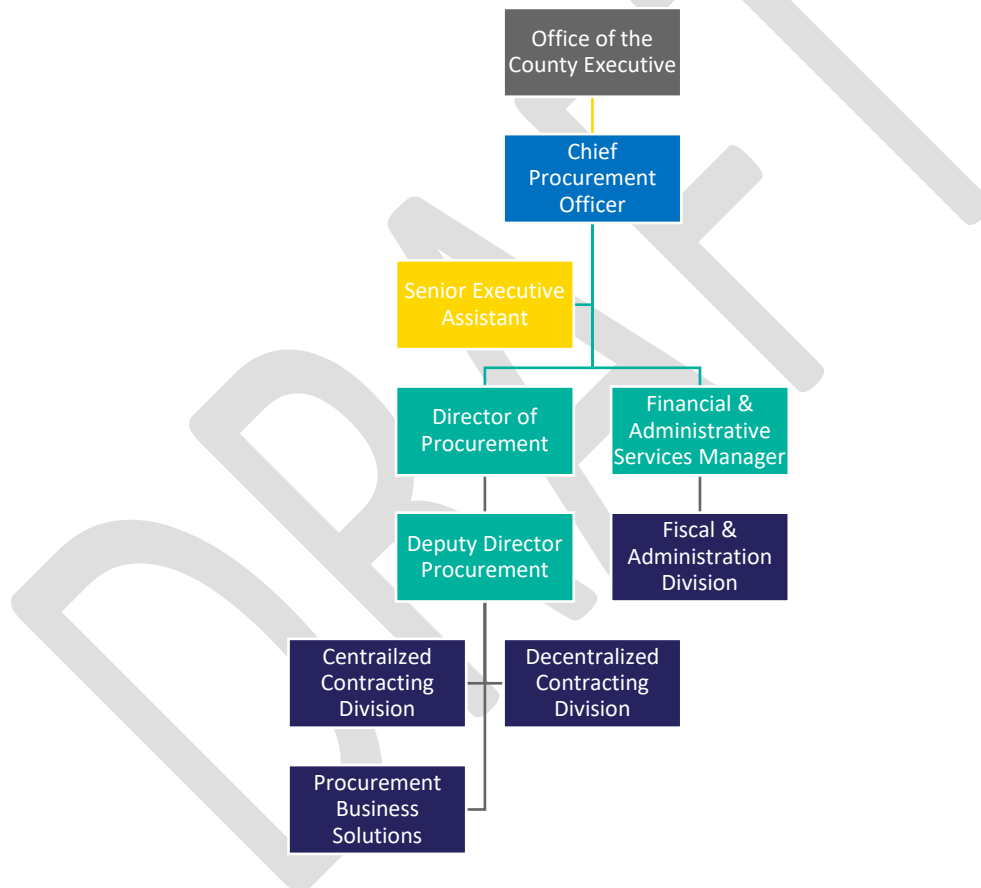 Office of the
County Executive
Chief
Procurement
Officer
Senior Executive
Assistant
Director of
Procurement
Financial &
Administrative
Services Manager
Deputy Director
Procurement
Fiscal &
Administration
Division
Centrailzed
Contracting
Division
Decentralized
Contracting
Division
Procurement
Business
Solutions
DRAFT